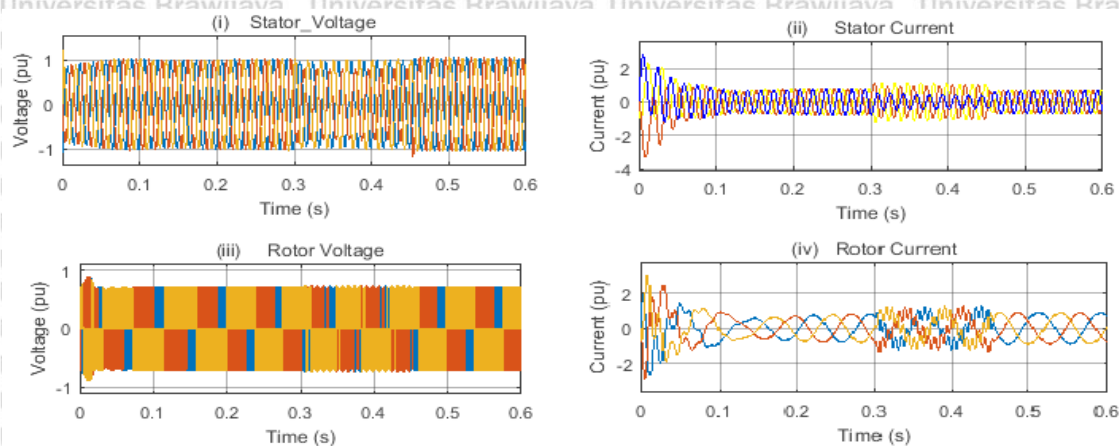 Universitas Brawijaya Universitas Brawijaya Universitas Brawijaya Universitas Bra
(i) Stator_Voltage
Voltage (pu)
1
0
-1
0 0.1 0.2 0.3 0.4 0.5 0.6
Time (s)
(ii) Stator Current
Current (pu)
2
0
-2
-4
0 0.1 0.2 0.3 0.4 0.5 0.6
Time (s)
(iii) Rotor Voltage
Voltage (pu)
1
0
-1
0 0.1 0.2 0.3 0.4 0.5 0.6
Time (s)
(iv) Rotor Current
Current (pu)
2
0
-2
0 0.1 0.2 0.3 0.4 0.5 0.6
Time (s)